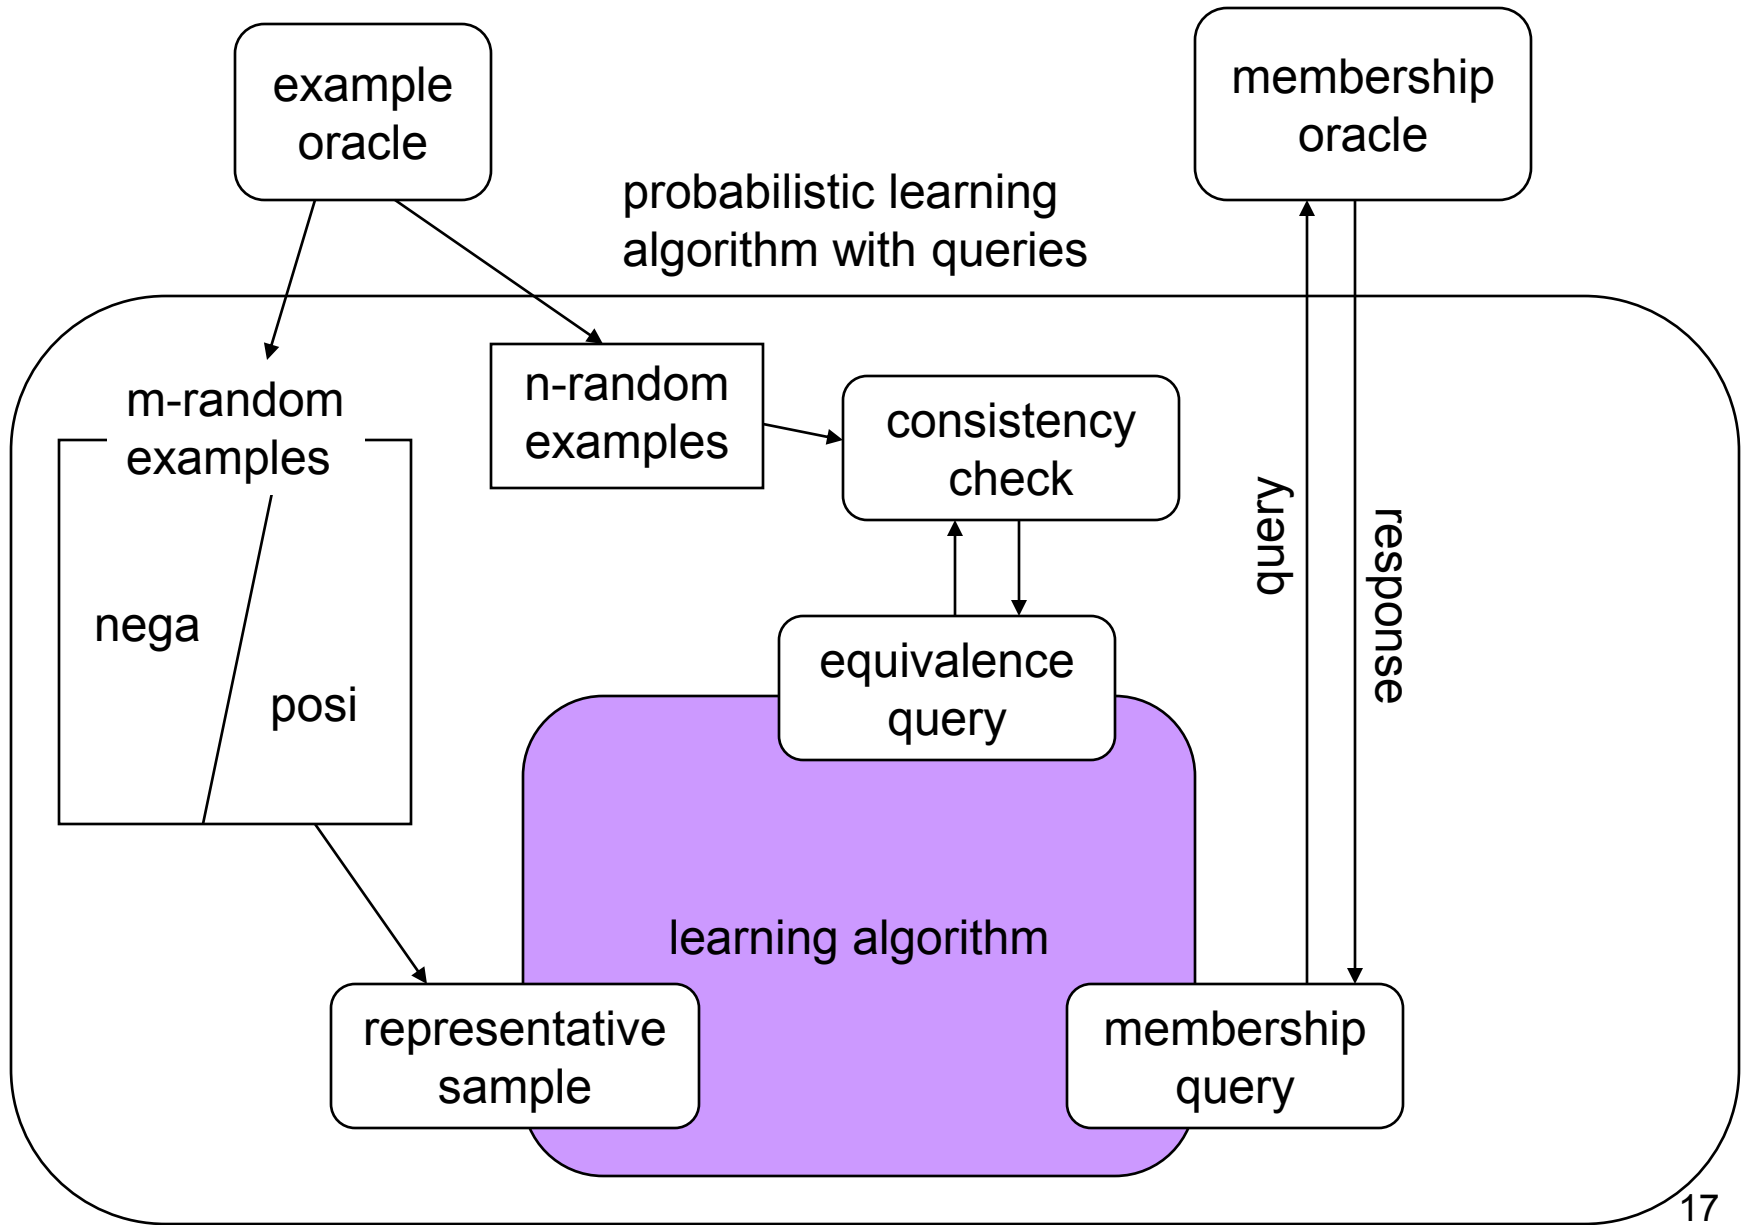 example
oracle
membership
oracle
probabilistic learning
algorithm with queries
m-random
examples
n-random
examples
consistency
check
query
response
nega
posi
equivalence
query
learning algorithm
representative
sample
membership
query
17